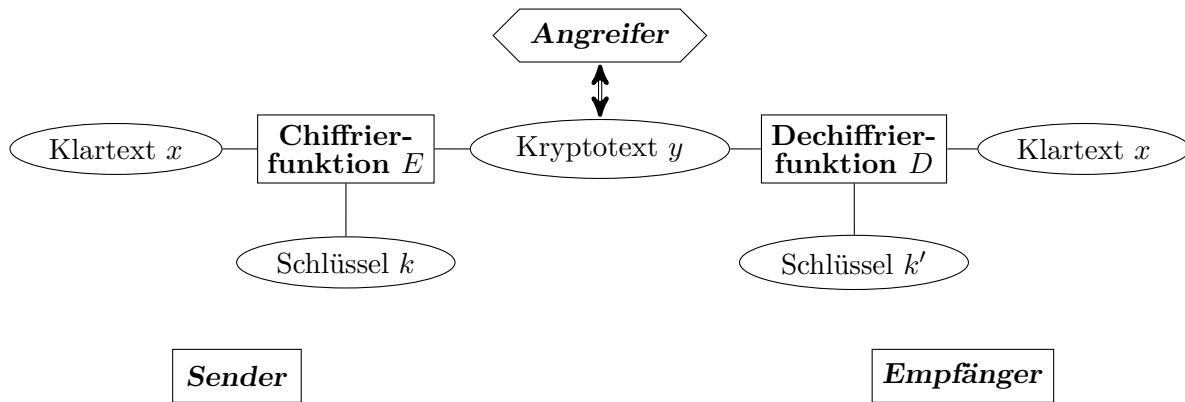 Angreifer
Klartext x
Chiffrier-
funktion E
Kryptotext y
Dechiffrier-
funktion D
Klartext x
Schlüssel k
Schlüssel k′
Sender
Empfänger